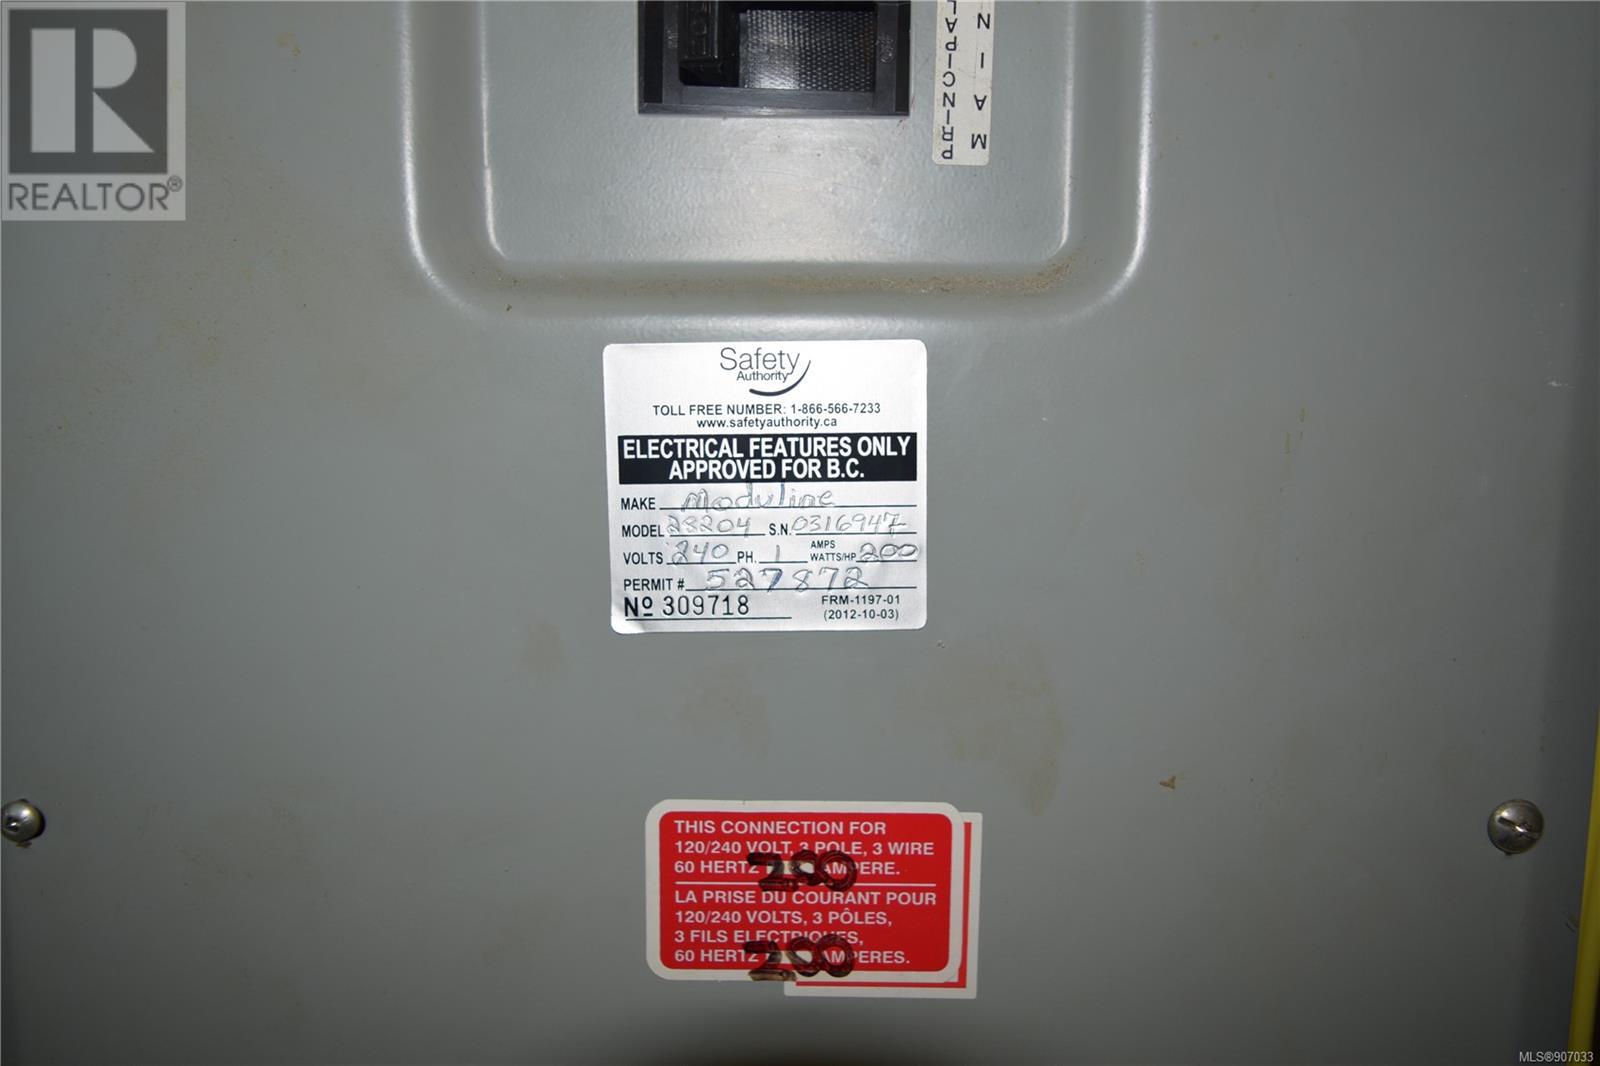 REALTOR®
PRINCIPAL
MAIN
Safety
Authority
TOLL FREE NUMBER: 1-866-566-7233
www.safetyauthority.ca
ELECTRICAL FEATURES ONLY
APPROVED FOR B.C.
MAKE Moduline
MODEL 28204 S.N. 0316947
VOLTS 240 PH. 1 AMPS WATTS/HP 200
PERMIT # 527872
Nº 309718 FRM-1197-01
(2012-10-03)
THIS CONNECTION FOR
120/240 VOLT, 3 POLE, 3 WIRE
60 HERTZ 200 AMPERE.
LA PRISE DU COURANT POUR
120/240 VOLTS, 3 PÔLES,
3 FILS ELECTRIQUES,
60 HERTZ 200 AMPERES.
MLS®907033